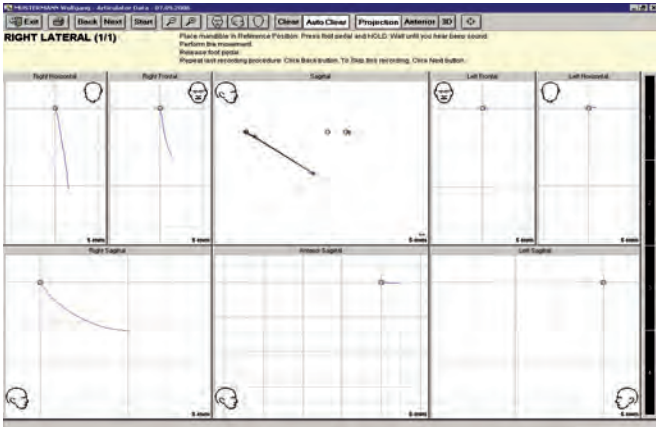 MUSTERMANN Wolfgang - Articulator Data - 07.09.2006
Exit Back Next Start Clear Auto Clear Projection Anterior 3D
RIGHT LATERAL (1/1)
Place mandible in Reference Position. Press foot pedal and HOLD. Wait until you hear beep sound.
Perform the movement.
Release foot pedal.
Repeat last recording procedure: Click Back button. To Skip this recording, Click Next button.
Right Horizontal Right Frontal Sagittal Left Frontal Left Horizontal
5 mm 5 mm 5 mm 5 mm 5 mm
Right Sagittal Anterior Sagittal Left Sagittal
5 mm 5 mm 5 mm